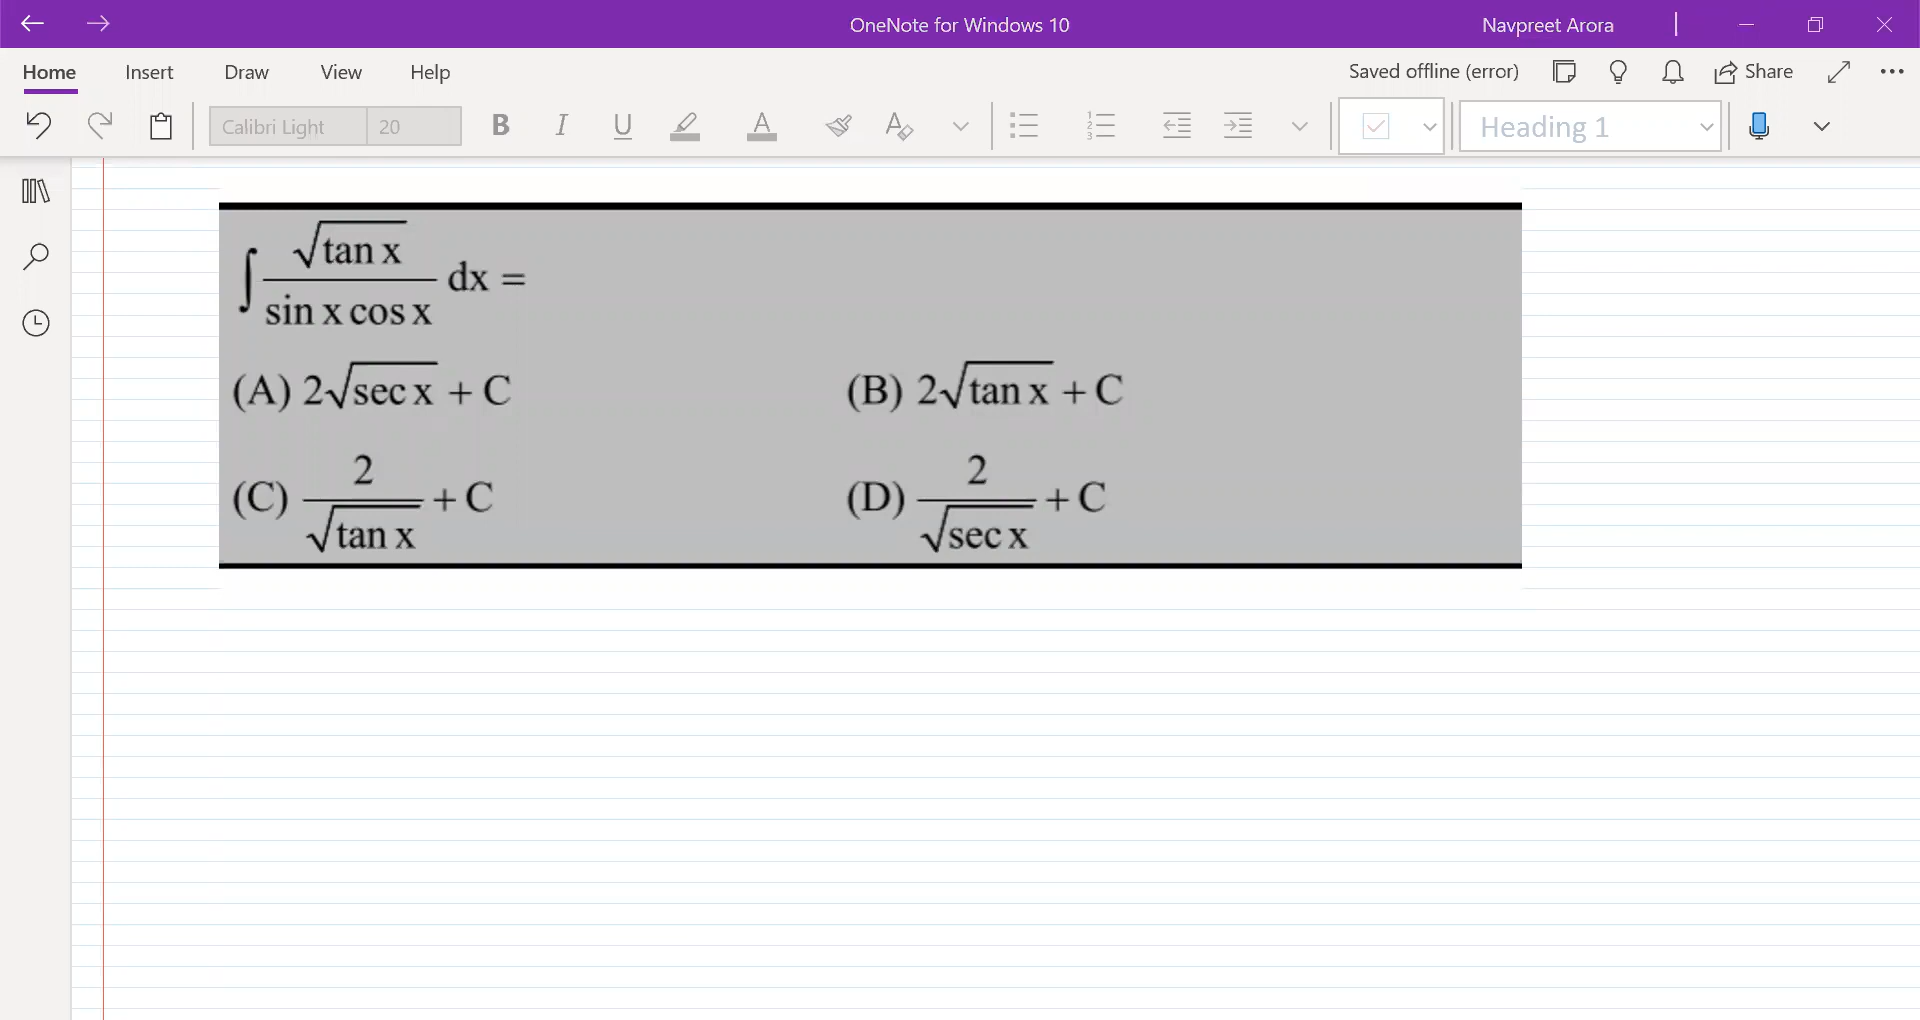 OneNote for Windows 10 Navpreet Arora
Home Insert Draw View Help Saved offline (error) Share
Calibri Light 20 B I U A A Heading 1
∫ √tan x / sin x cos x dx =
(A) 2√sec x + C (B) 2√tan x + C
(C) 2/√tan x + C (D) 2/√sec x + C